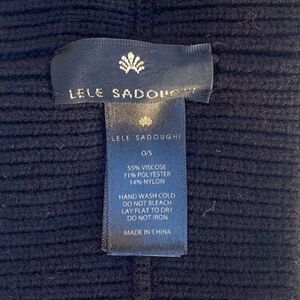 LELE SADOUGHI
LELE SADOUGHI
O/S
55% VISCOSE
31% POLYESTER
14% NYLON
HAND WASH COLD
DO NOT BLEACH
LAY FLAT TO DRY
DO NOT IRON
MADE IN CHINA